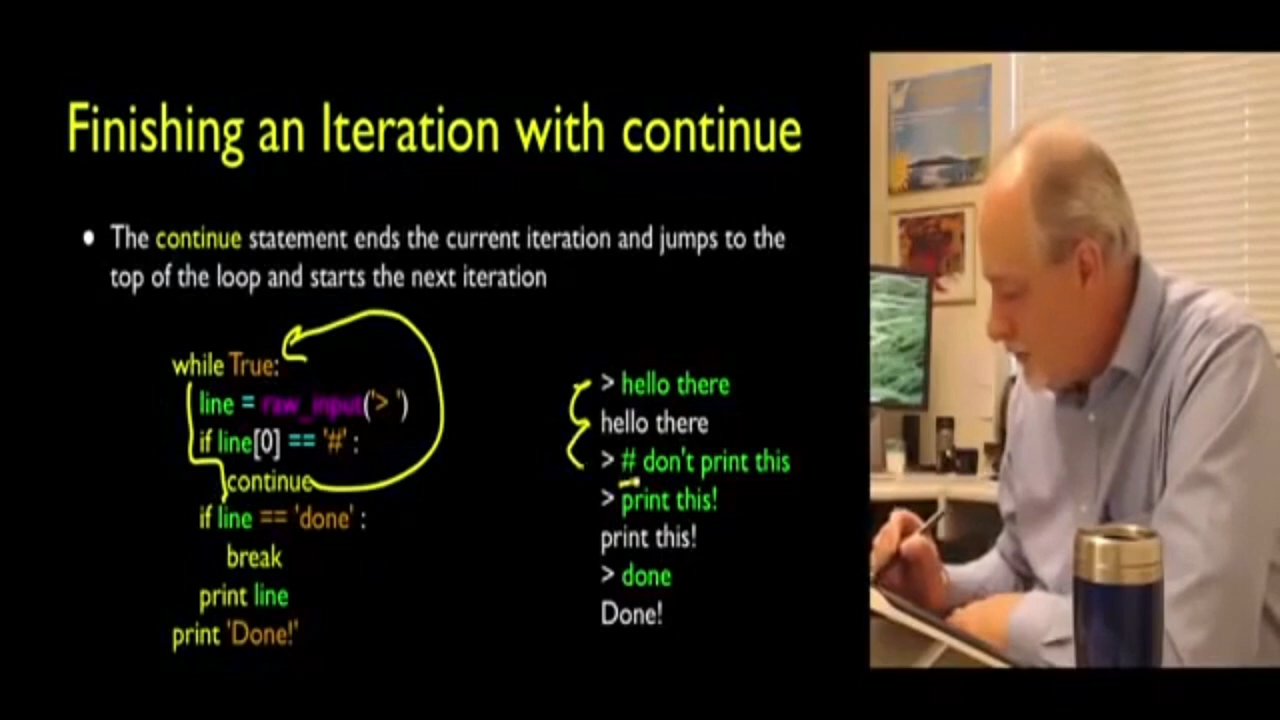 Finishing an Iteration with continue
• The continue statement ends the current iteration and jumps to the
top of the loop and starts the next iteration
while True:
line = raw_input('> ')
if line[0] == '#' :
continue
if line == 'done' :
break
print line
print 'Done!'
> hello there
hello there
> # don't print this
> print this!
print this!
> done
Done!